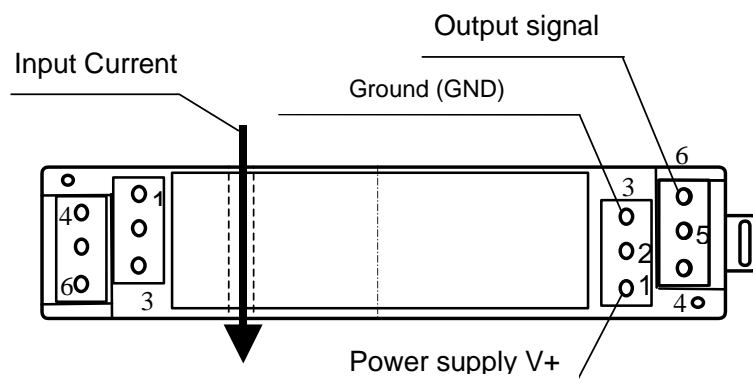 Output signal
Input Current
Ground (GND)
6
3
4
1
5
2
6
1
3
4
Power supply V+